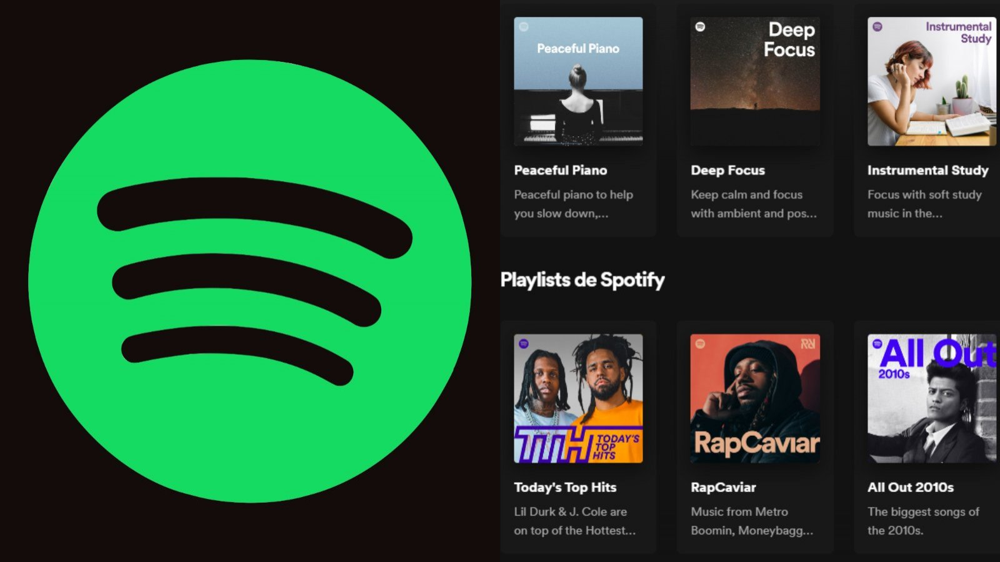 Peaceful Piano
Deep
Focus
Instrumental
Study
Peaceful Piano
Peaceful piano to help
you slow down,...
Deep Focus
Keep calm and focus
with ambient and pos...
Instrumental Study
Focus with soft study
music in the...
Playlists de Spotify
TTH TODAY'S
TOP
HITS
RapCaviar
All Out
2010s
Today's Top Hits
Lil Durk & J. Cole are
on top of the Hottest...
RapCaviar
Music from Metro
Boomin, Moneybagg...
All Out 2010s
The biggest songs of
the 2010s.